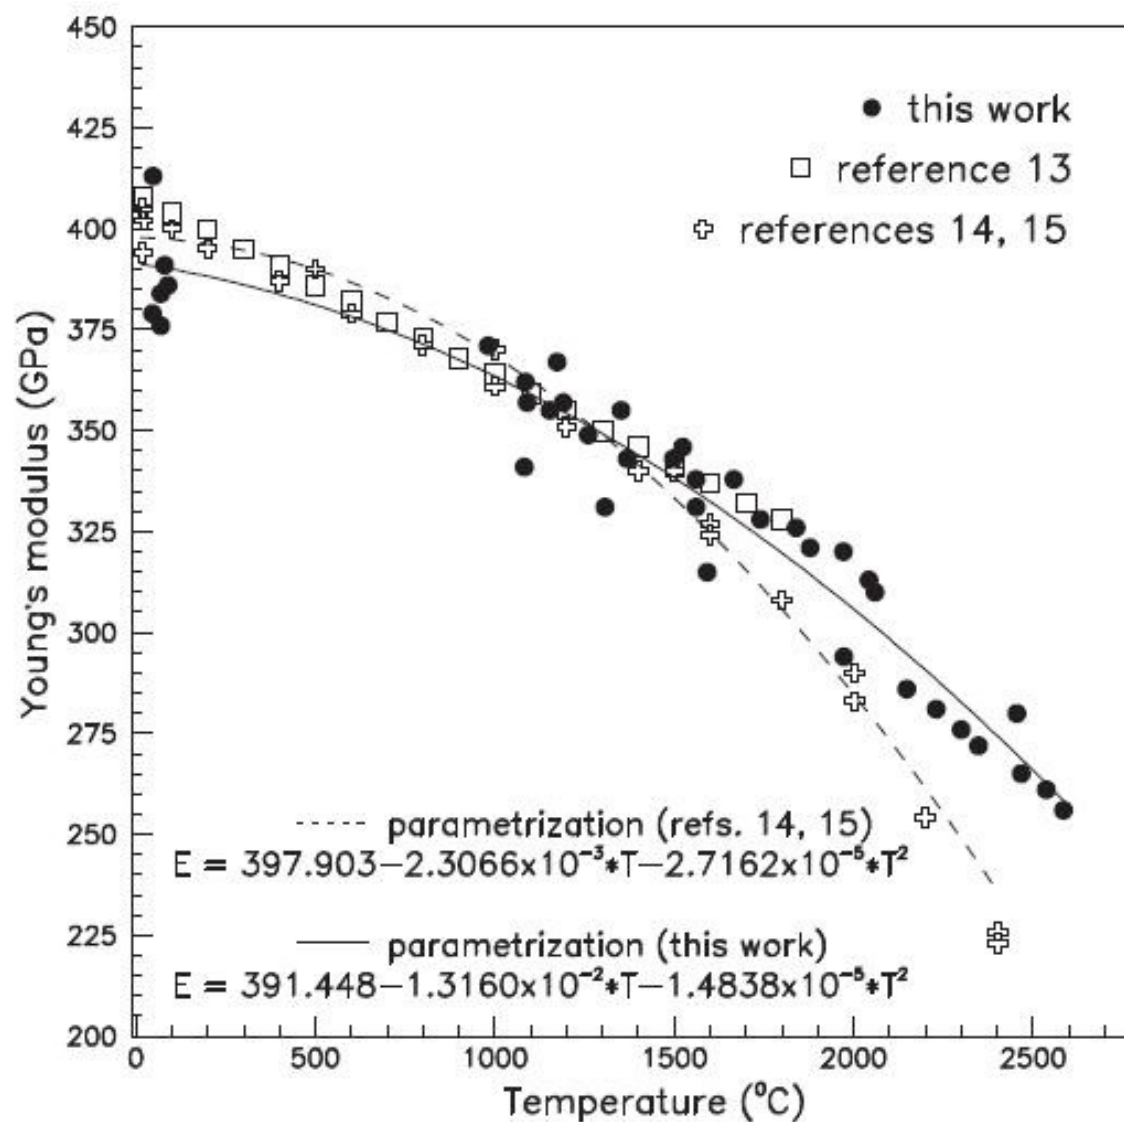 450
425
400
375
350
325
300
275
250
225
200
Young's modulus (GPa)
this work
reference 13
references 14, 15
parametrization (refs. 14, 15)
E = 397.903−2.3066x10⁻³*T−2.7162x10⁻⁵*T²
parametrization (this work)
E = 391.448−1.3160x10⁻²*T−1.4838x10⁻⁵*T²
0 500 1000 1500 2000 2500
Temperature (⁰C)